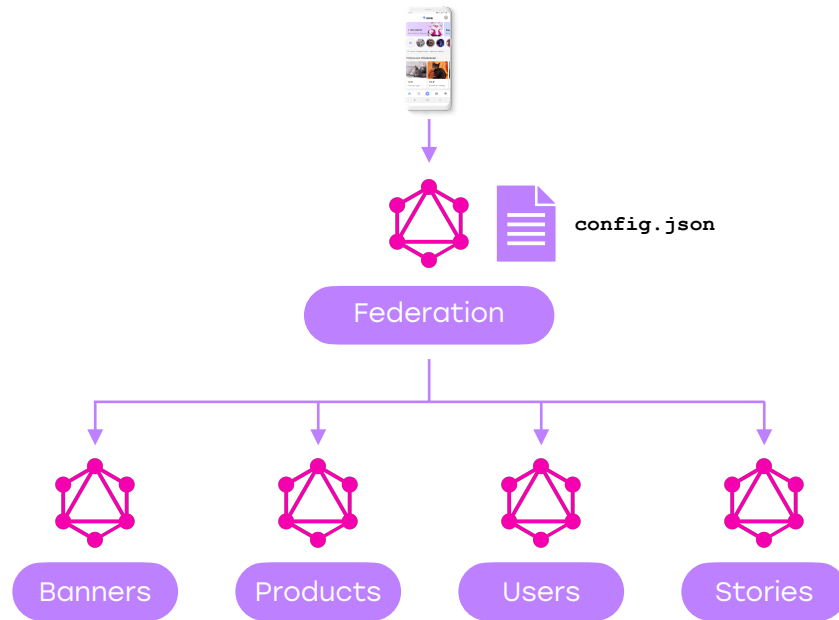 config.json
Federation
Banners
Products
Users
Stories